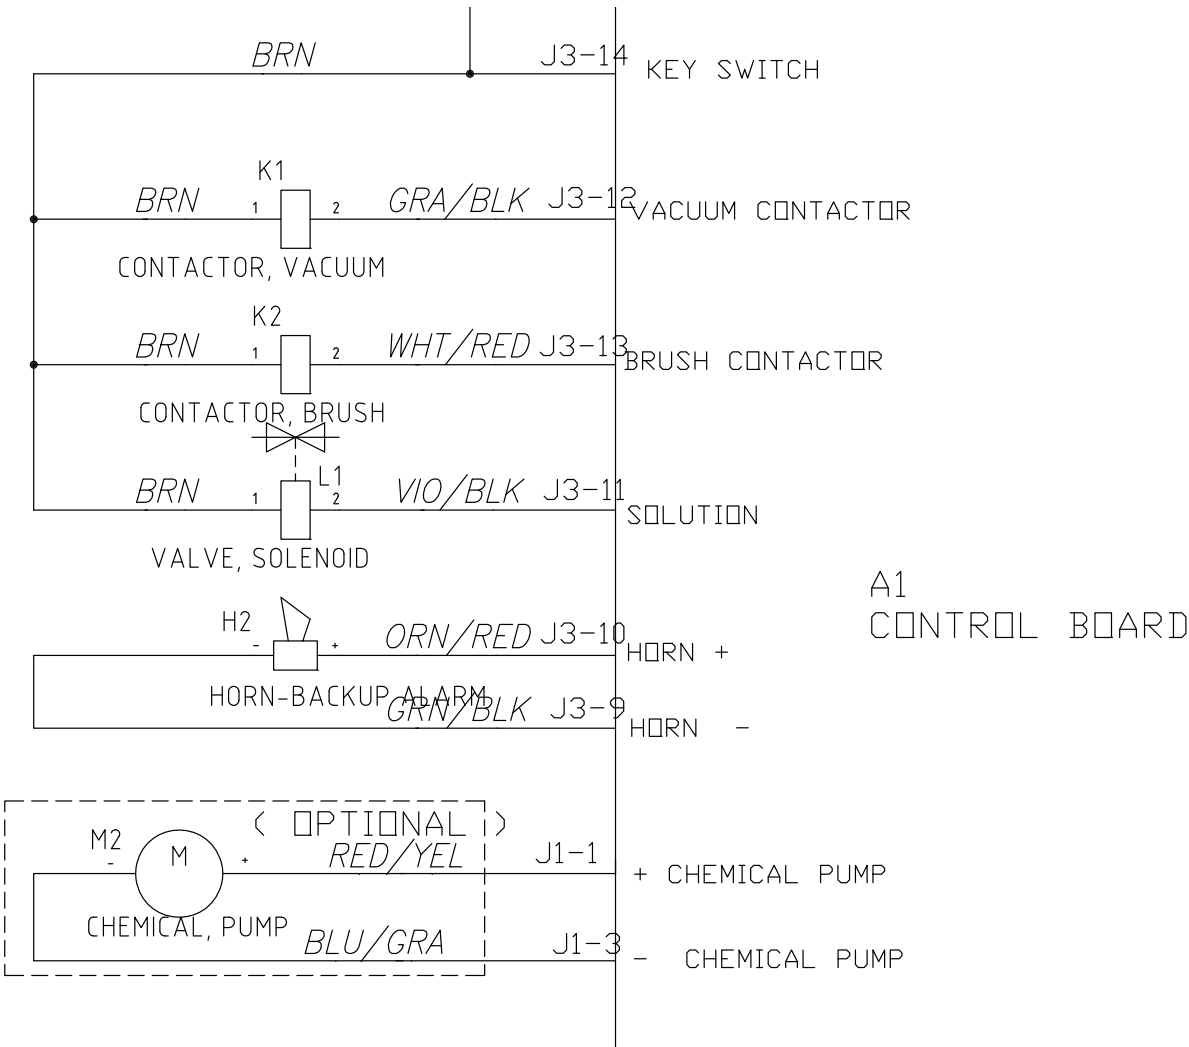 BRN J3-14 KEY SWITCH
K1
BRN 1 2 GRA/BLK J3-12 VACUUM CONTACTOR
CONTACTOR, VACUUM
K2
BRN 1 2 WHT/RED J3-13 BRUSH CONTACTOR
CONTACTOR, BRUSH
L1
BRN 1 2 VIO/BLK J3-11 SOLUTION
VALVE, SOLENOID
A1
CONTROL BOARD
H2 - + ORN/RED J3-10 HORN +
HORN-BACKUP ALARM
GRN/BLK J3-9 HORN -
( OPTIONAL )
M2 - M + RED/YEL J1-1 + CHEMICAL PUMP
CHEMICAL, PUMP
BLU/GRA J1-3 - CHEMICAL PUMP